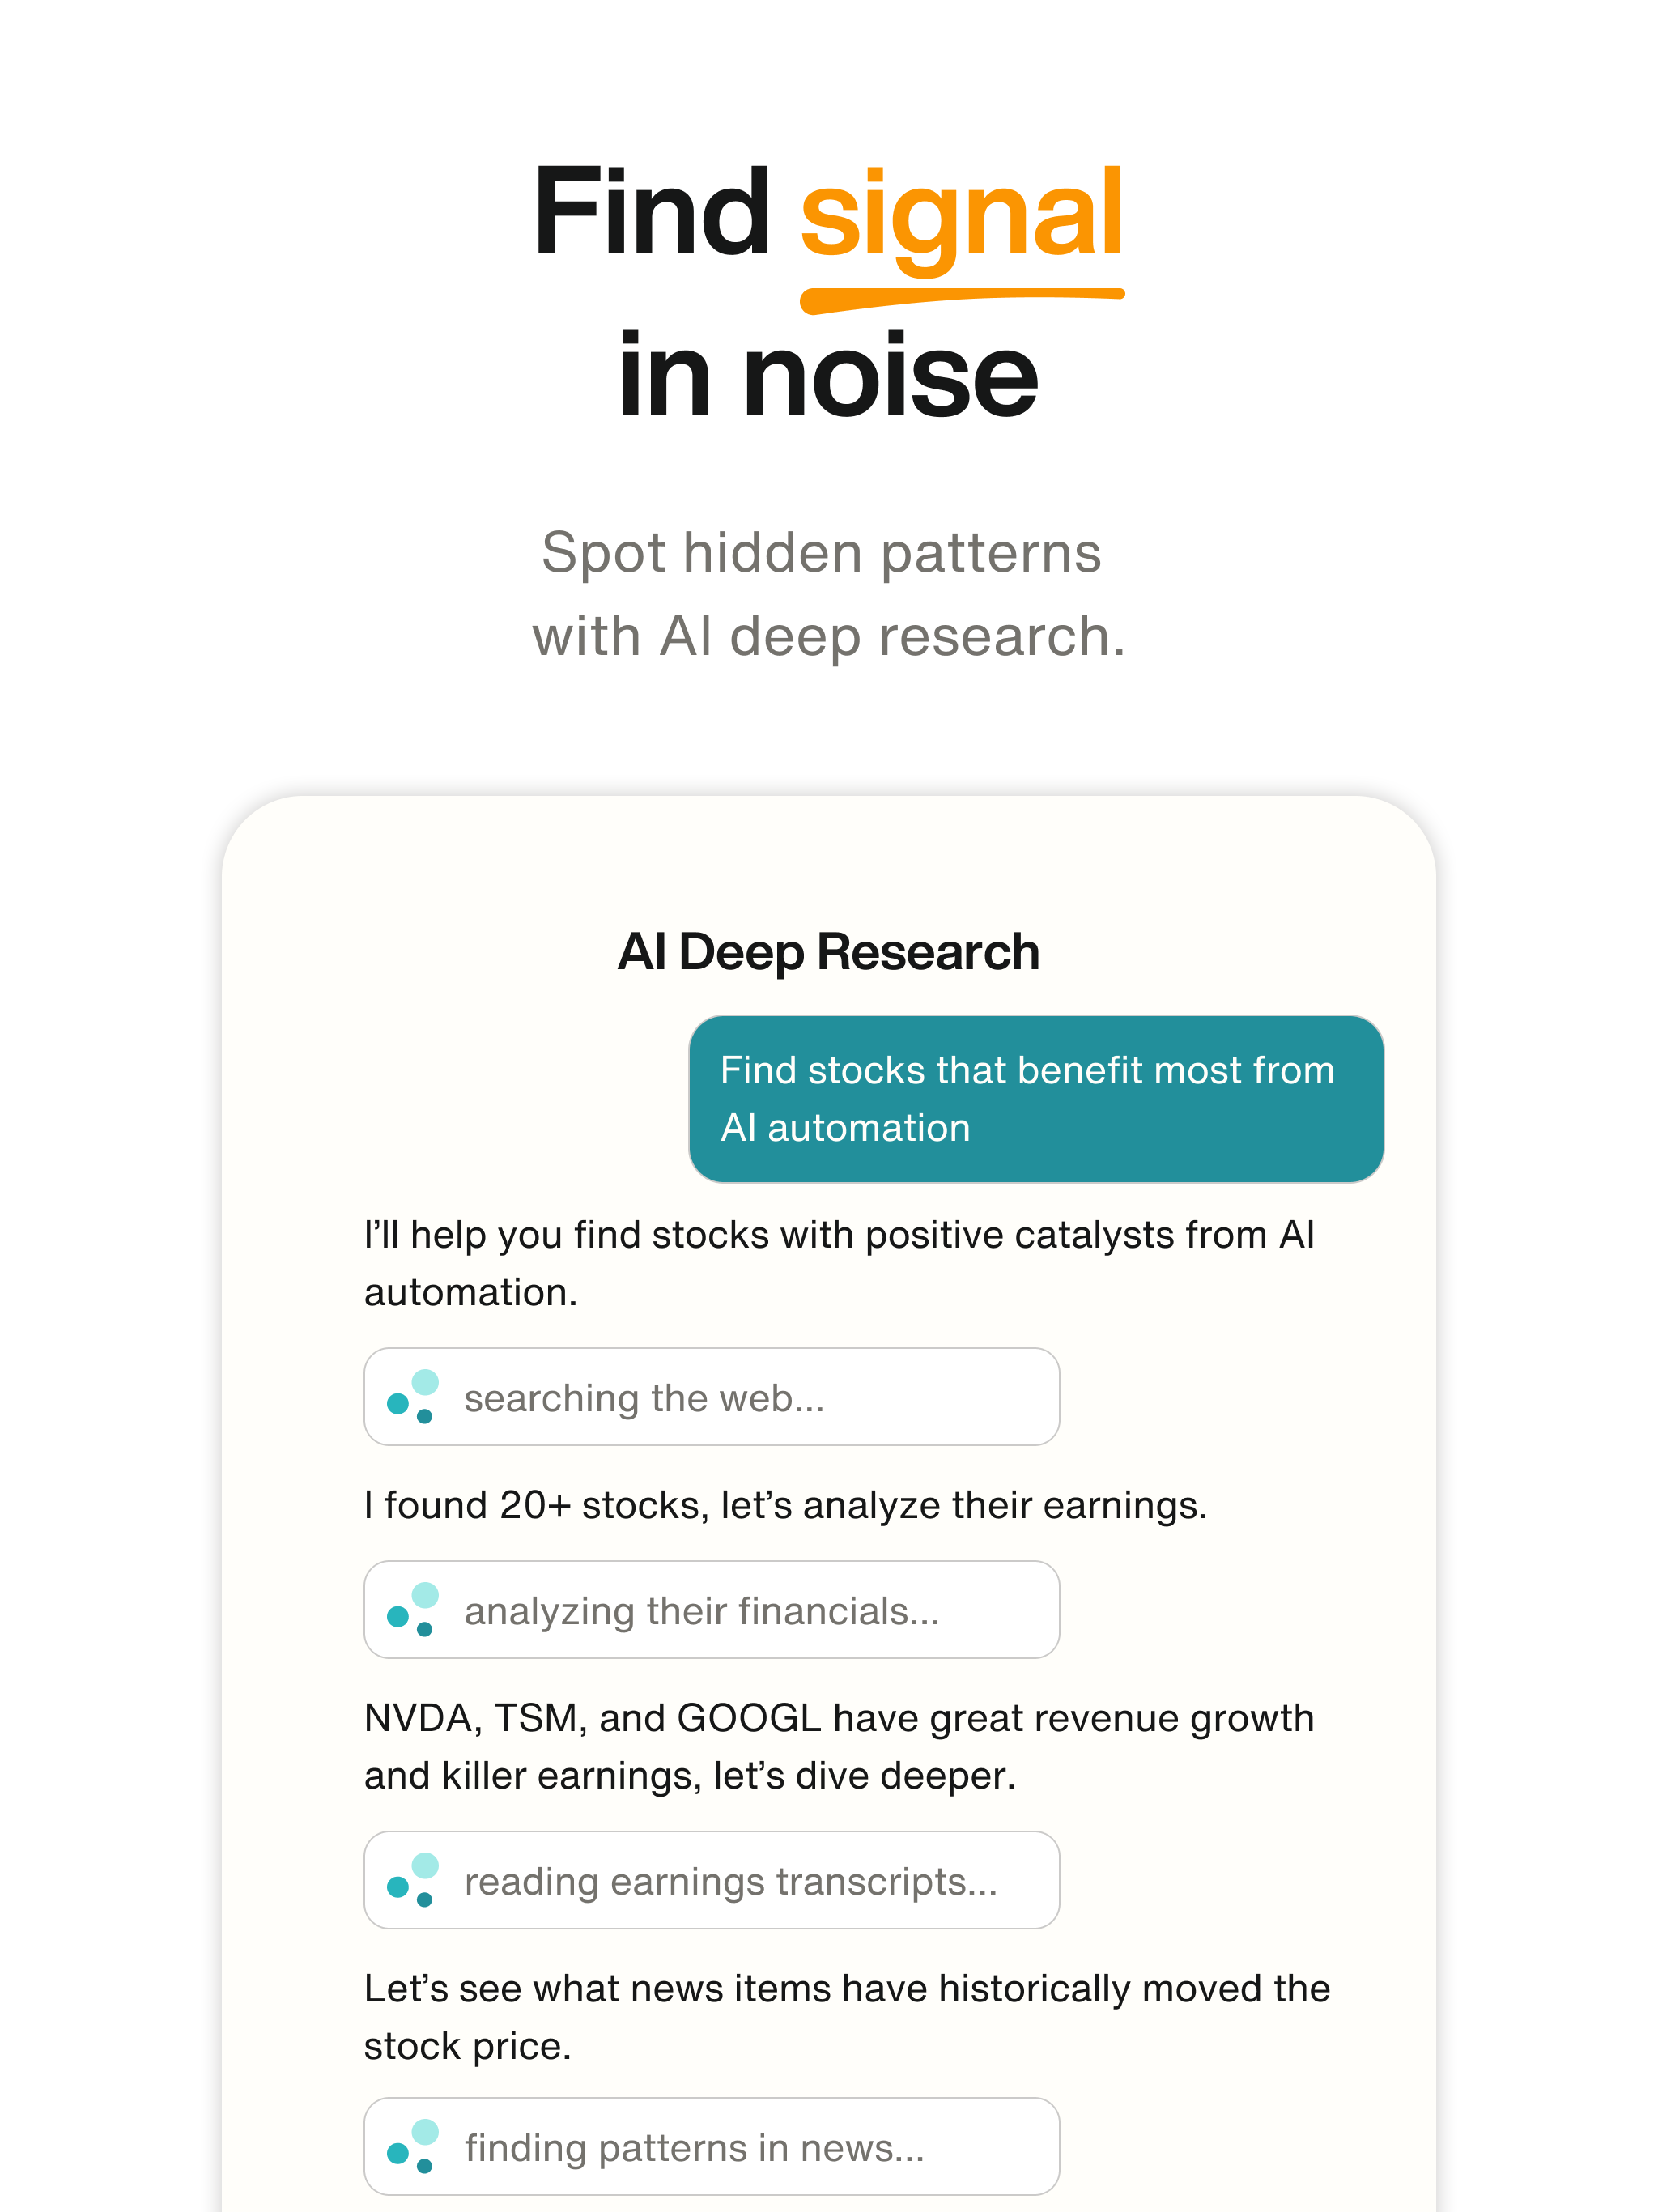 Find signal
in noise
Spot hidden patterns
with AI deep research.
AI Deep Research
Find stocks that benefit most from
AI automation
I’ll help you find stocks with positive catalysts from AI
automation.
searching the web...
I found 20+ stocks, let’s analyze their earnings.
analyzing their financials...
NVDA, TSM, and GOOGL have great revenue growth
and killer earnings, let’s dive deeper.
reading earnings transcripts...
Let’s see what news items have historically moved the
stock price.
finding patterns in news...